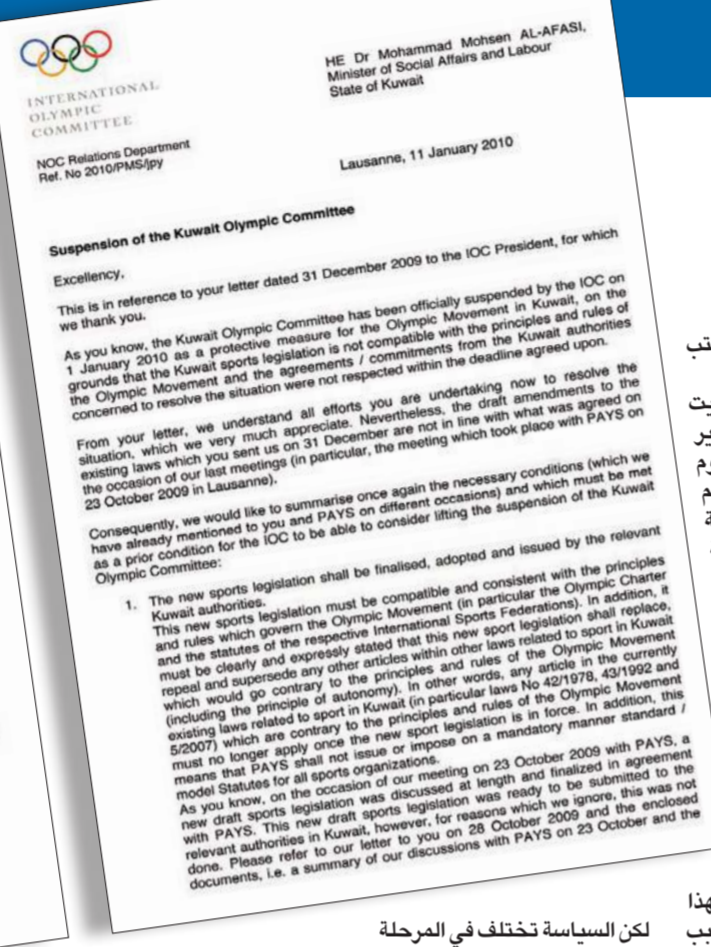 INTERNATIONAL
OLYMPIC
COMMITTEE
NOC Relations Department
Ref. No 2010/PMS/jpy
HE Dr Mohammad Mohsen AL-AFASI,
Minister of Social Affairs and Labour
State of Kuwait
Lausanne, 11 January 2010
Suspension of the Kuwait Olympic Committee
Excellency,
This is in reference to your letter dated 31 December 2009 to the IOC President, for which
we thank you.
As you know, the Kuwait Olympic Committee has been officially suspended by the IOC on
1 January 2010 as a protective measure for the Olympic Movement in Kuwait, on the
grounds that the Kuwait sports legislation is not compatible with the principles and rules of
the Olympic Movement and the agreements / commitments from the Kuwait authorities
concerned to resolve the situation were not respected within the deadline agreed upon.
From your letter, we understand all efforts you are undertaking now to resolve the
situation, which we very much appreciate. Nevertheless, the draft amendments to the
existing laws which you sent us on 31 December are not in line with what was agreed on
the occasion of our last meetings (in particular, the meeting which took place with PAYS on
23 October 2009 in Lausanne).
Consequently, we would like to summarise once again the necessary conditions (which we
have already mentioned to you and PAYS on different occasions) and which must be met
as a prior condition for the IOC to be able to consider lifting the suspension of the Kuwait
Olympic Committee:
1. The new sports legislation shall be finalised, adopted and issued by the relevant
Kuwait authorities.
This new sports legislation must be compatible and consistent with the principles
and rules which govern the Olympic Movement (in particular the Olympic Charter
and the statutes of the respective International Sports Federations). In addition, it
must be clearly and expressly stated that this new sport legislation shall replace,
repeal and supersede any other articles within other laws related to sport in Kuwait
which would go contrary to the principles and rules of the Olympic Movement
(including the principle of autonomy). In other words, any article in the currently
existing laws related to sport in Kuwait (in particular laws No 42/1978, 43/1992 and
5/2007) which are contrary to the principles and rules of the Olympic Movement
must no longer apply once the new sport legislation is in force. In addition, this
means that PAYS shall not issue or impose on a mandatory manner standard /
model Statutes for all sports organizations.
As you know, on the occasion of our meeting on 23 October 2009 with PAYS, a
new draft sports legislation was discussed at length and finalized in agreement
with PAYS. This new draft sports legislation was ready to be submitted to the
relevant authorities in Kuwait, however, for reasons which we ignore, this was not
done. Please refer to our letter to you on 28 October 2009 and the enclosed
documents, i.e. a summary of our discussions with PAYS on 23 October and the
لكن السياسة تختلف في المرحلة